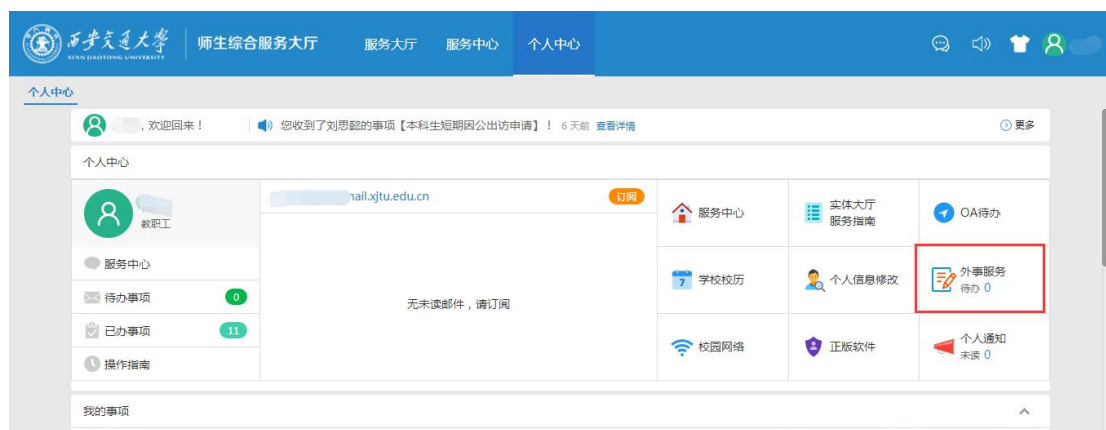 西安交通大学
XI'AN JIAOTONG UNIVERSITY
师生综合服务大厅
服务大厅
服务中心
个人中心
个人中心
，欢迎回来！
您收到了刘思懿的事项【本科生短期因公出访申请】！ 6天前 查看详情
更多
个人中心
教职工
服务中心
待办事项 0
已办事项 11
操作指南
mail.xjtu.edu.cn
订阅
无未读邮件，请订阅
服务中心
实体大厅
服务指南
OA待办
7 学校校历
个人信息修改
外事服务
待办 0
校园网络
正版软件
个人通知
未读 0
我的事项